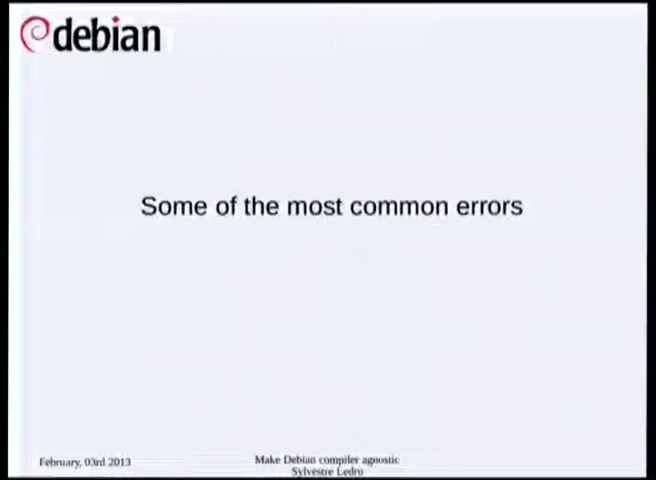 debian
Some of the most common errors
February, 03rd 2013
Make Debian compiler agnostic
Sylvestre Ledru